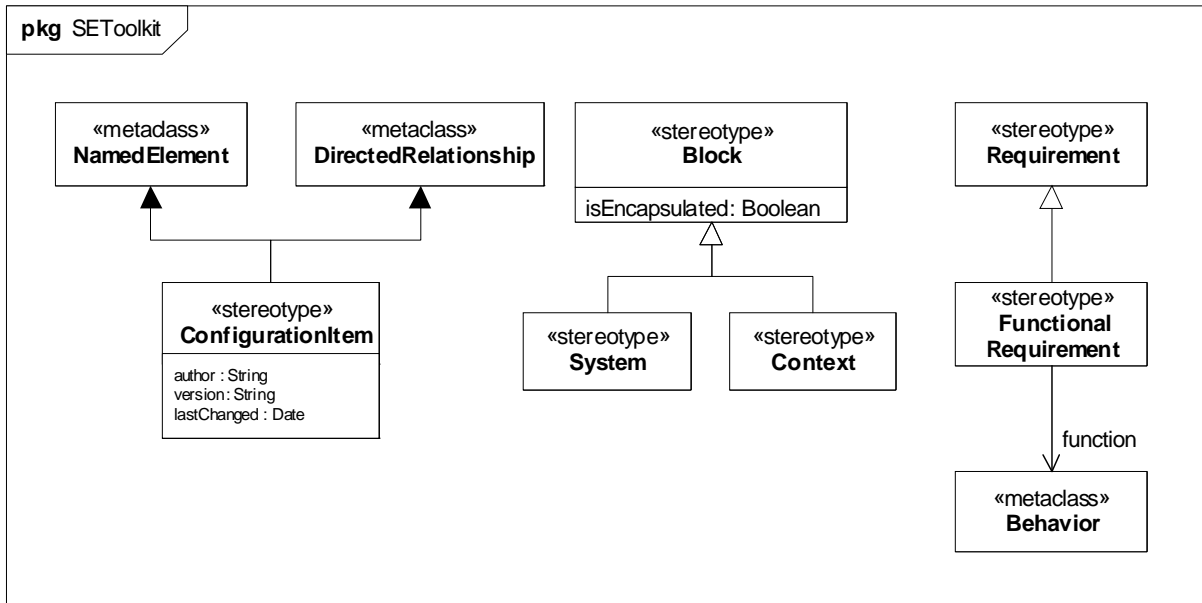 pkg SEToolkit
«metaclass»
NamedElement
«metaclass»
DirectedRelationship
«stereotype»
Block
isEncapsulated: Boolean
«stereotype»
Requirement
«stereotype»
ConfigurationItem
author : String
version: String
lastChanged : Date
«stereotype»
System
«stereotype»
Context
«stereotype»
Functional
Requirement
function
«metaclass»
Behavior